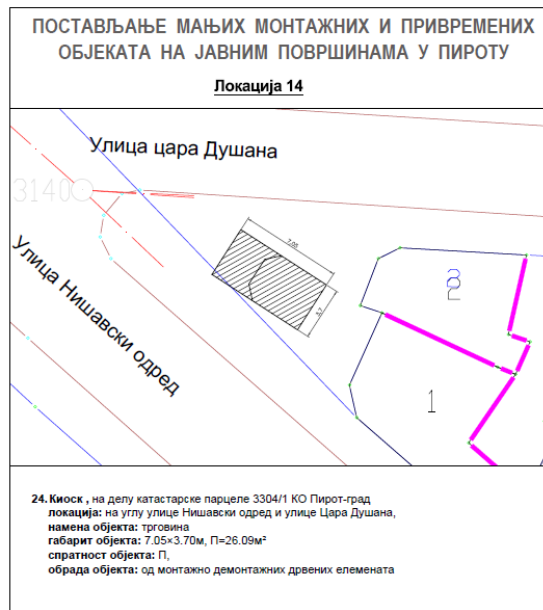 ПОСТАВЉАЊЕ МАЊИХ МОНТАЖНИХ И ПРИВРЕМЕНИХ
ОБЈЕКАТА НА ЈАВНИМ ПОВРШИНАМА У ПИРОТУ
Локација 14
Улица цара Душана
3140
7.05
3.7
Улица Нишавски одред
2
1
24. Киоск , на делу катастарске парцеле 3304/1 КО Пирот-град
локација: на углу улице Нишавски одред и улице Цара Душана,
намена објекта: трговина
габарит објекта: 7.05×3.70м, П=26.09м²
спратност објекта: П,
обрада објекта: од монтажно демонтажних дрвених елемената